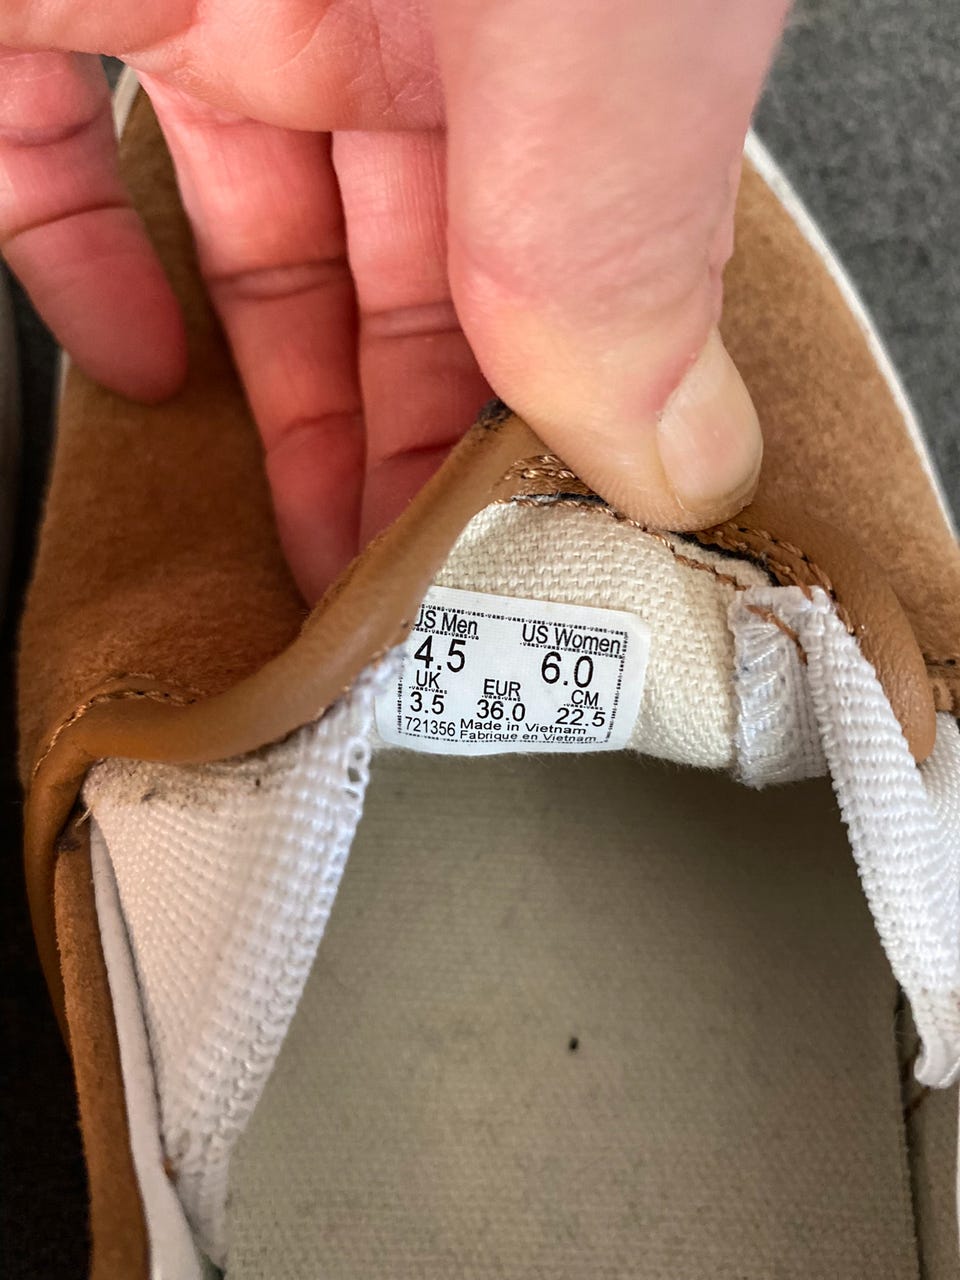 US Men US Women
4.5 6.0
UK EUR CM
3.5 36.0 22.5
721356 Made in Vietnam
Fabrique en Vietnam